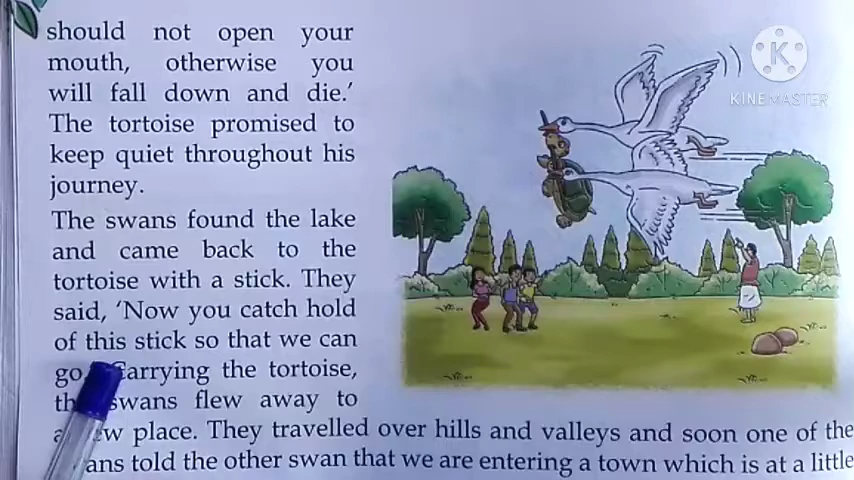 should not open your
mouth, otherwise you
will fall down and die.'
The tortoise promised to
keep quiet throughout his
journey.
The swans found the lake
and came back to the
tortoise with a stick. They
said, 'Now you catch hold
of this stick so that we can
go Carrying the tortoise,
swans flew away to
place. They travelled over hills and valleys and soon one of the
told the other swan that we are entering a town which is at a little
K
KINEMASTER